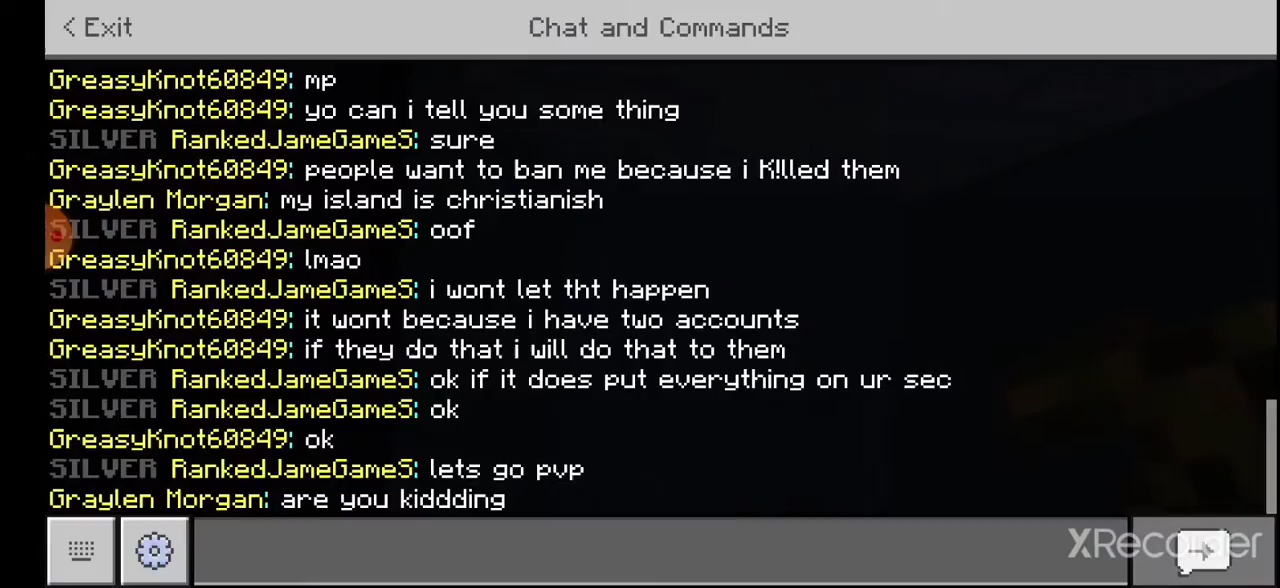 < Exit
Chat and Commands
GreasyKnot60849: mp
GreasyKnot60849: yo can i tell you some thing
SILVER RankedJameGameS: sure
GreasyKnot60849: people want to ban me because i K!lled them
Graylen Morgan: my island is christianish
SILVER RankedJameGameS: oof
GreasyKnot60849: lmao
SILVER RankedJameGameS: i wont let tht happen
GreasyKnot60849: it wont because i have two accounts
GreasyKnot60849: if they do that i will do that to them
SILVER RankedJameGameS: ok if it does put everything on ur sec
SILVER RankedJameGameS: ok
GreasyKnot60849: ok
SILVER RankedJameGameS: lets go pvp
Graylen Morgan: are you kiddding
XRecorder